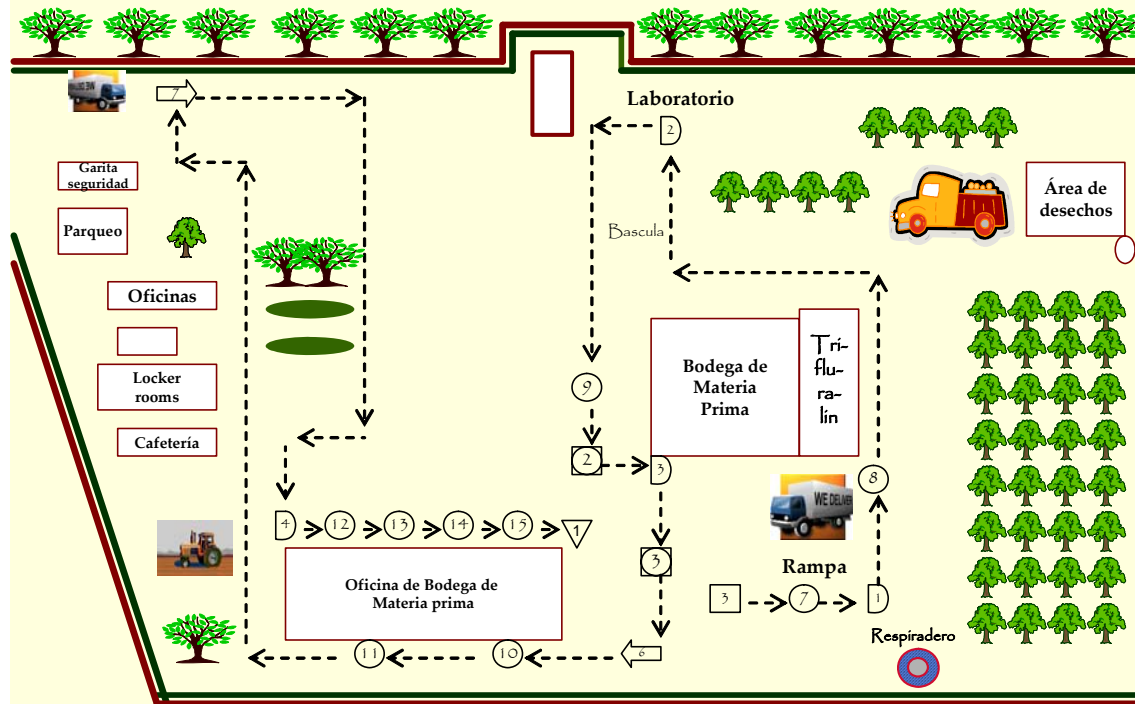 7
Laboratorio
2
Garita
seguridad
Parqueo
Bascula
Área de
desechos
Oficinas
Locker
rooms
Cafetería
Bodega de
Materia
Prima
Tri-
flu-
ra-
lin
9
2
3
8
WE DELIVER
4
12
13
14
15
1
3
Rampa
3
7
1
Oficina de Bodega de
Materia prima
Respiradero
11
10
6